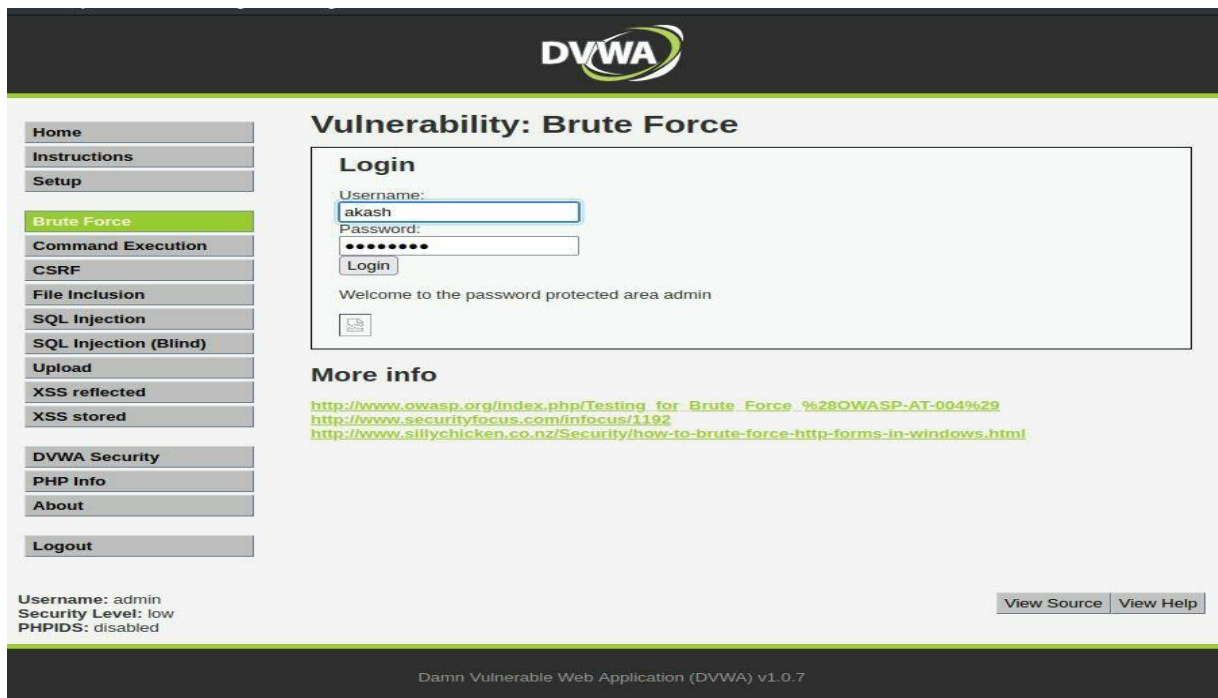 DVWA
Home
Instructions
Setup
Brute Force
Command Execution
CSRF
File Inclusion
SQL Injection
SQL Injection (Blind)
Upload
XSS reflected
XSS stored
DVWA Security
PHP Info
About
Logout
Vulnerability: Brute Force
Login
Username:
akash
Password:
●●●●●●●●
Login
Welcome to the password protected area admin
More info
http://www.owasp.org/index.php/Testing_for_Brute_Force_%28OWASP-AT-004%29
http://www.securityfocus.com/infocus/1192
http://www.sillychicken.co.nz/Security/how-to-brute-force-http-forms-in-windows.html
Username: admin
Security Level: low
PHPIDS: disabled
View Source View Help
Damn Vulnerable Web Application (DVWA) v1.0.7